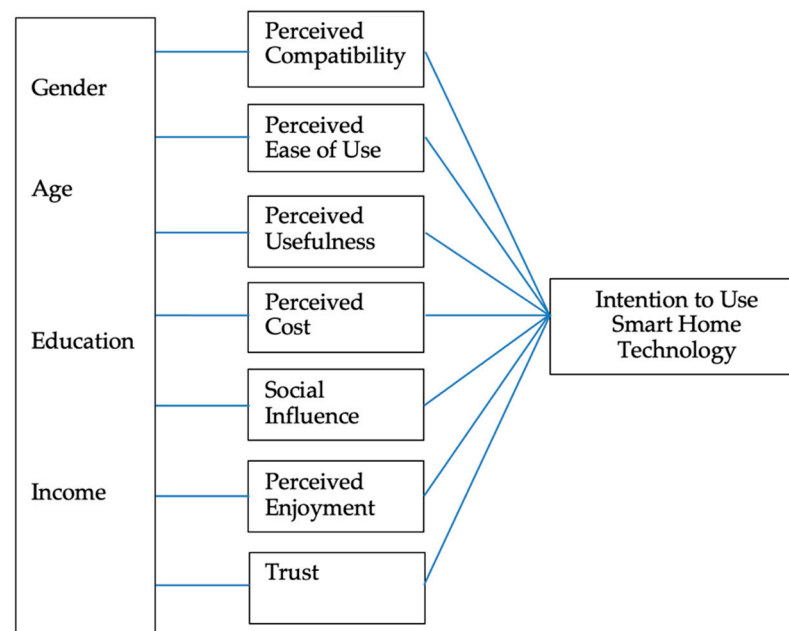 Gender
Age
Education
Income
Perceived
Compatibility
Perceived
Ease of Use
Perceived
Usefulness
Perceived
Cost
Social
Influence
Perceived
Enjoyment
Trust
Intention to Use
Smart Home
Technology